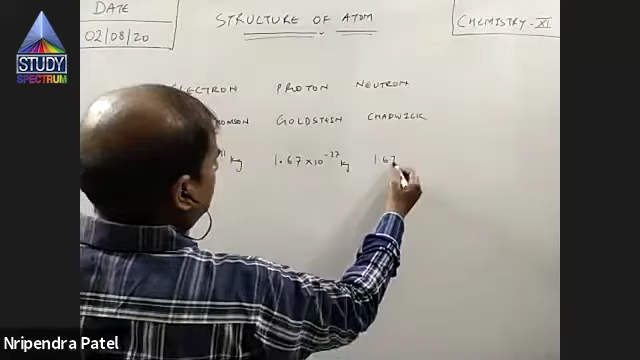 DATE
02/08/20
STRUCTURE OF ATOM
CHEMISTRY-XI
STUDY
SPECTRUM
ELECTRON PROTON NEUTRON
GOLDSTEIN CHADWICK
kg 1.67×10⁻²⁷ kg 1.67
Nripendra Patel